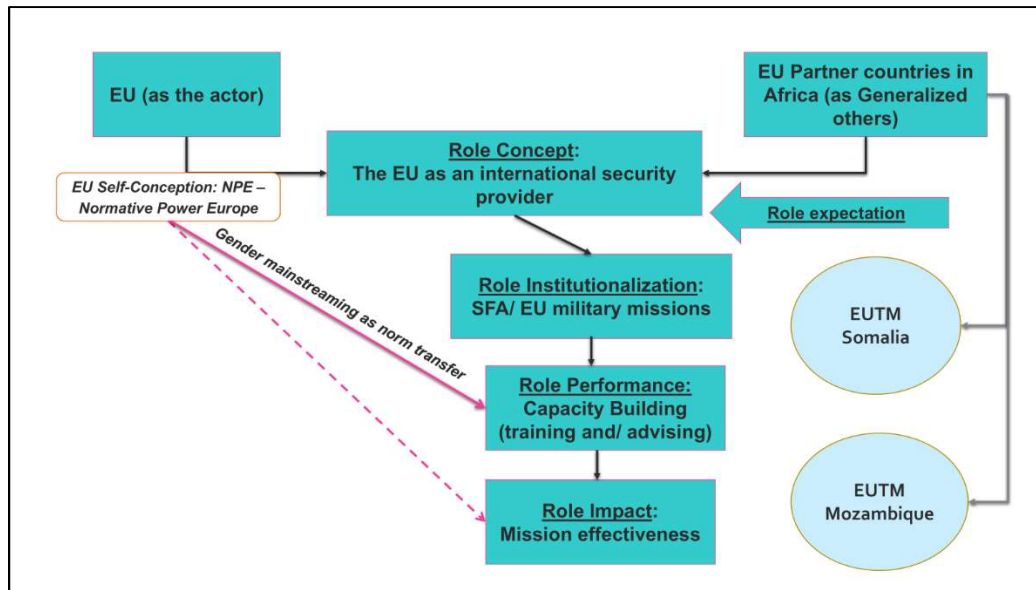 EU (as the actor)
EU Partner countries in
Africa (as Generalized
others)
Role Concept:
The EU as an international security
provider
EU Self-Conception: NPE –
Normative Power Europe
Role expectation
Gender mainstreaming as norm transfer
Role Institutionalization:
SFA/ EU military missions
EUTM
Somalia
Role Performance:
Capacity Building
(training and/ advising)
EUTM
Mozambique
Role Impact:
Mission effectiveness